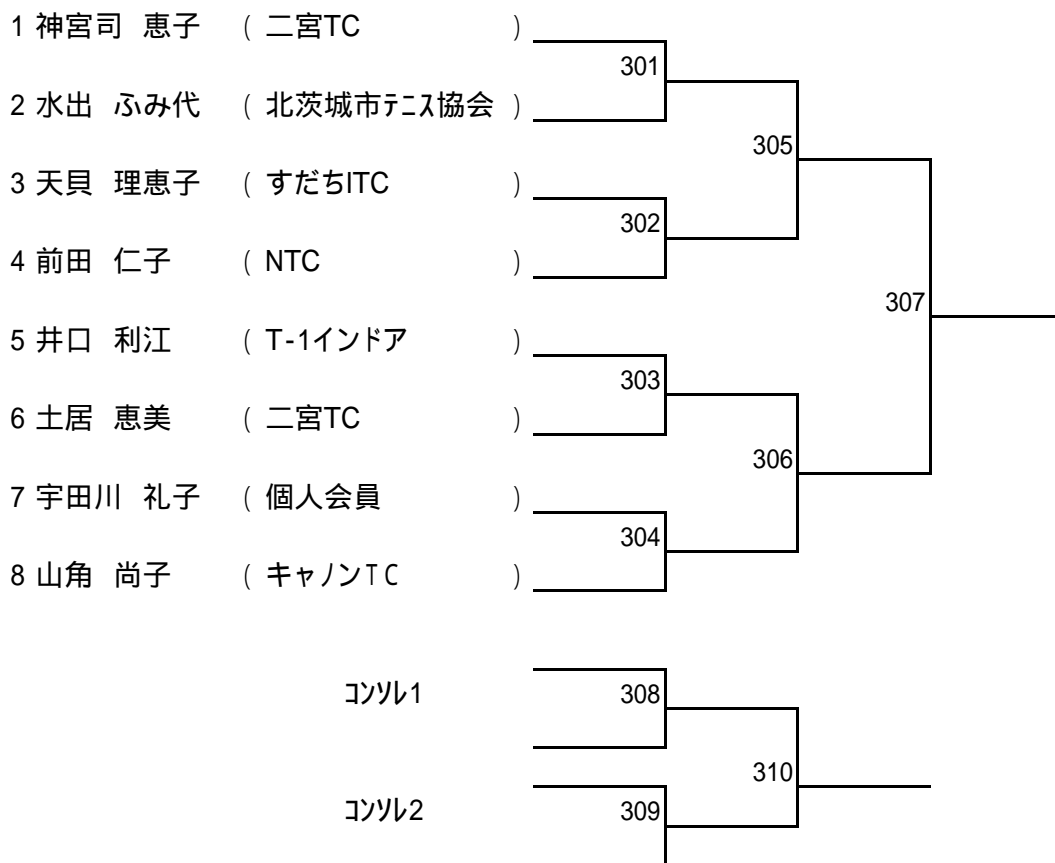 1 神宮司 恵子 ( 二宮TC )
301
2 水出 ふみ代 ( 北茨城市ﾃﾆｽ協会 )
305
3 天貝 理恵子 ( すだちITC )
302
4 前田 仁子 ( NTC )
307
5 井口 利江 ( T-1インドア )
303
6 土居 恵美 ( 二宮TC )
306
7 宇田川 礼子 ( 個人会員 )
304
8 山角 尚子 ( キャノンTC )
ｺﾝｿﾚ1 308
310
ｺﾝｿﾚ2 309